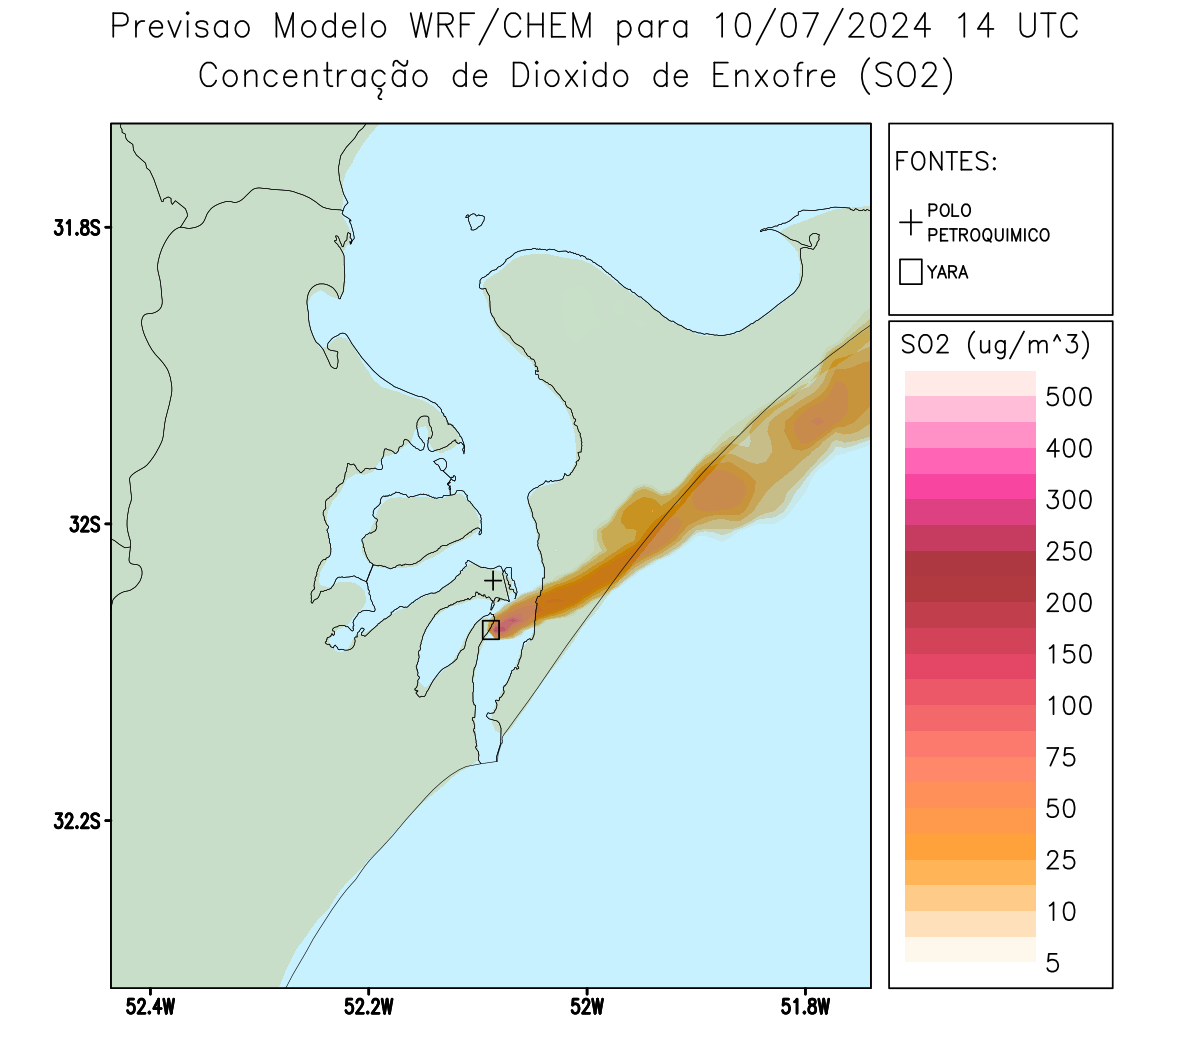 Previsao Modelo WRF/CHEM para 10/07/2024 14 UTC
Concentração de Dioxido de Enxofre (SO2)
FONTES:
POLO
PETROQUIMICO
YARA
SO2 (ug/m^3)
500
400
300
250
200
150
100
75
50
25
10
5
31.8S
32S
32.2S
52.4W
52.2W
52W
51.8W